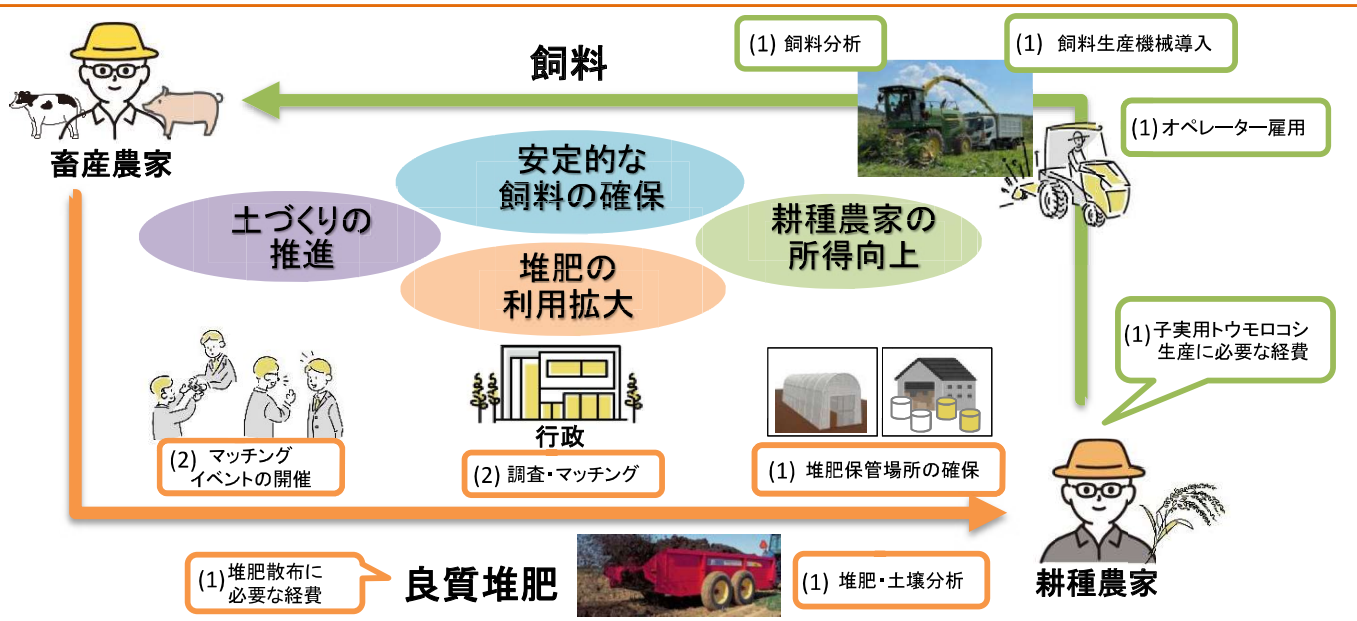 (1) 飼料分析
(1) 飼料生産機械導入
飼料
(1)オペレーター雇用
畜産農家
安定的な
飼料の確保
土づくりの
推進
耕種農家の
所得向上
堆肥の
利用拡大
(1)子実用トウモロコシ
生産に必要な経費
行政
(2) マッチング
イベントの開催
(2) 調査・マッチング
(1) 堆肥保管場所の確保
(1)堆肥散布に
必要な経費
良質堆肥
(1) 堆肥・土壌分析
耕種農家